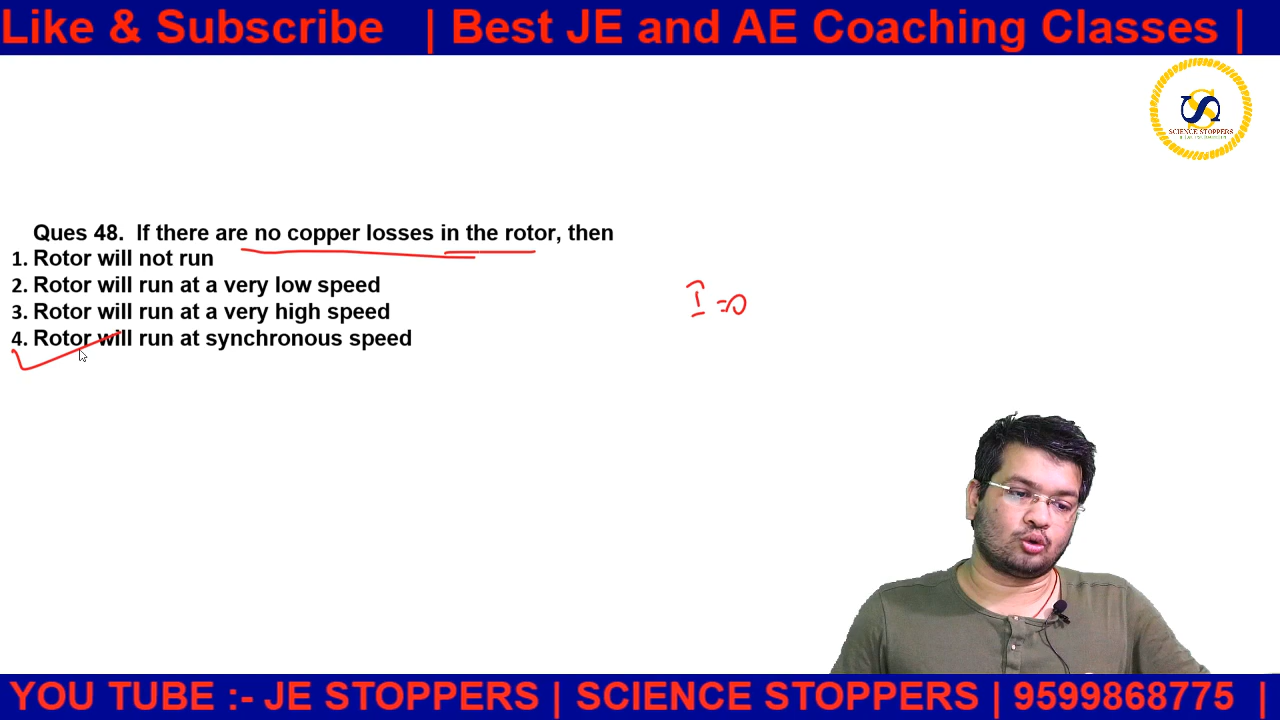 Like & Subscribe | Best JE and AE Coaching Classes |
SCIENCE STOPPERS
Ques 48. If there are no copper losses in the rotor, then
1. Rotor will not run
2. Rotor will run at a very low speed
3. Rotor will run at a very high speed
4. Rotor will run at synchronous speed
I=0
YOU TUBE :- JE STOPPERS | SCIENCE STOPPERS | 9599868775 |